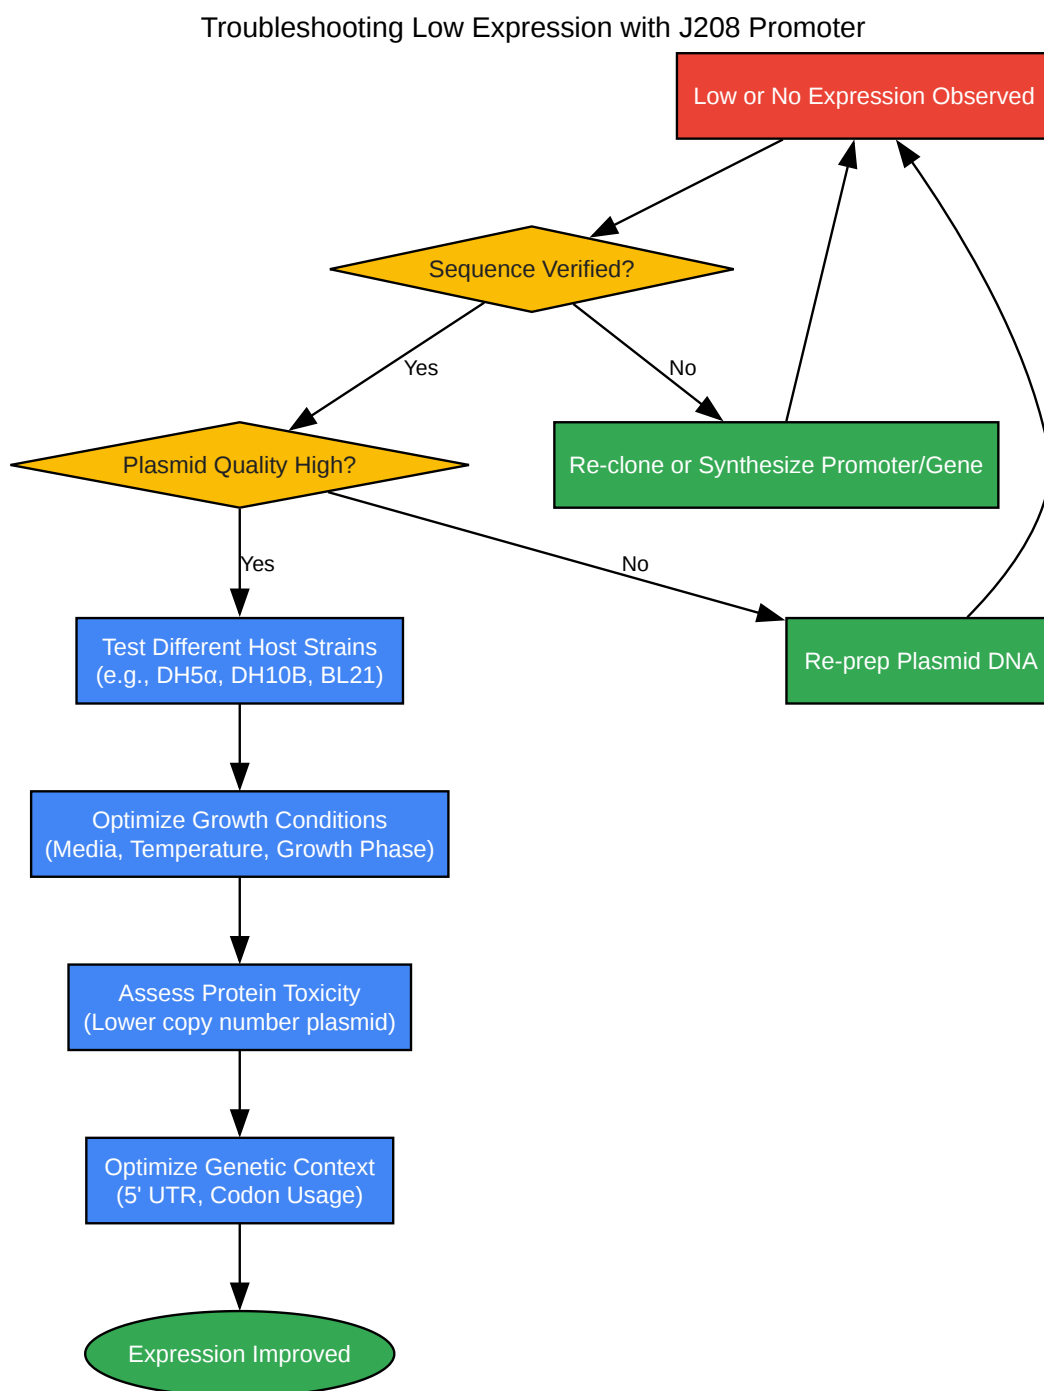 Troubleshooting Low Expression with J208 Promoter
Low or No Expression Observed
Sequence Verified?
Yes
No
Plasmid Quality High?
Re-clone or Synthesize Promoter/Gene
Yes
No
Test Different Host Strains
(e.g., DH5α, DH10B, BL21)
Re-prep Plasmid DNA
Optimize Growth Conditions
(Media, Temperature, Growth Phase)
Assess Protein Toxicity
(Lower copy number plasmid)
Optimize Genetic Context
(5' UTR, Codon Usage)
Expression Improved